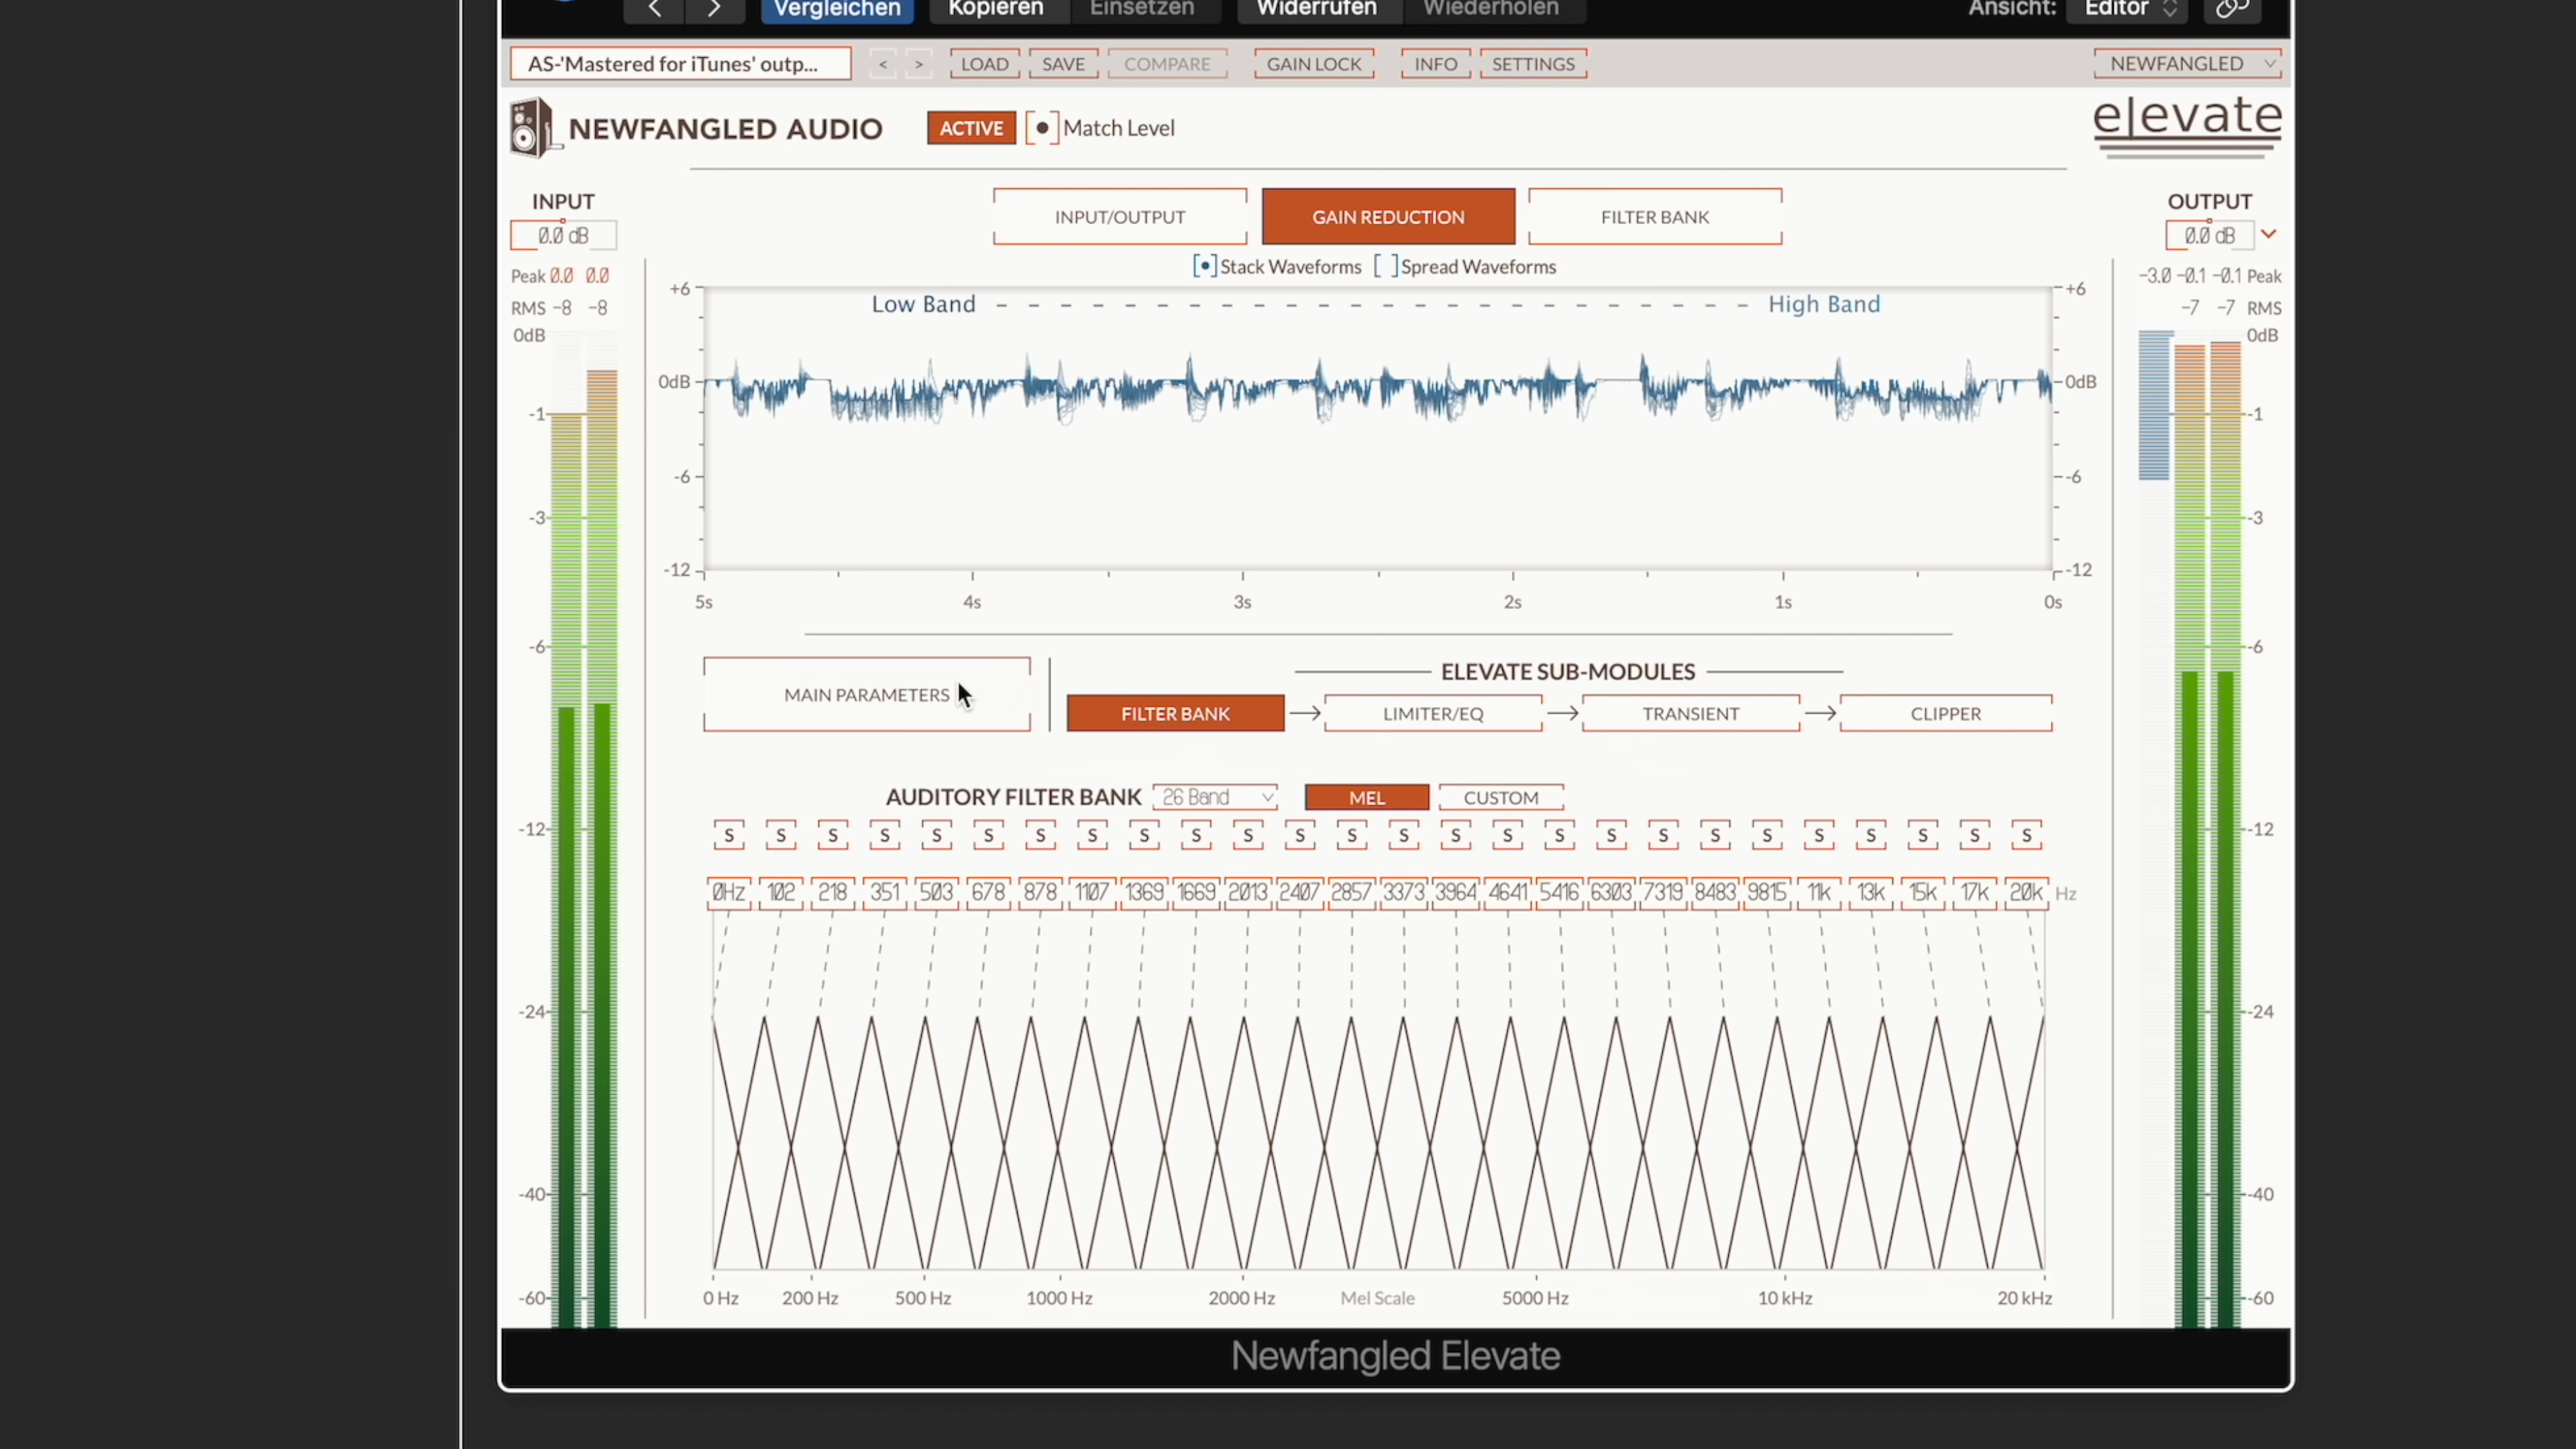 Vergleichen Kopieren Einsetzen Widerrufen Wiederholen Ansicht: Editor
AS-'Mastered for iTunes' outp... < > LOAD SAVE COMPARE GAIN LOCK INFO SETTINGS NEWFANGLED
NEWFANGLED AUDIO ACTIVE Match Level elevate
INPUT INPUT/OUTPUT GAIN REDUCTION FILTER BANK OUTPUT
0.0 dB 0.0 dB
Stack Waveforms Spread Waveforms
Peak 0.0 0.0 -3.0 -0.1 -0.1 Peak
RMS -8 -8 -7 -7 RMS
0dB 0dB
+6 Low Band High Band +6
0dB 0dB
-1 -1
-6 -6
-3 -3
-12 -12
5s 4s 3s 2s 1s 0s
-6 -6
ELEVATE SUB-MODULES
MAIN PARAMETERS FILTER BANK LIMITER/EQ TRANSIENT CLIPPER
AUDITORY FILTER BANK 26 Band MEL CUSTOM
-12 S S S S S S S S S S S S S S S S S S S S S S S S S S -12
0Hz 102 218 351 503 678 878 1107 1369 1669 2013 2407 2857 3373 3964 4641 5416 6303 7319 8483 9815 11k 13k 15k 17k 20k Hz
-24 -24
-40 -40
-60 0 Hz 200 Hz 500 Hz 1000 Hz 2000 Hz Mel Scale 5000 Hz 10 kHz 20 kHz -60
Newfangled Elevate